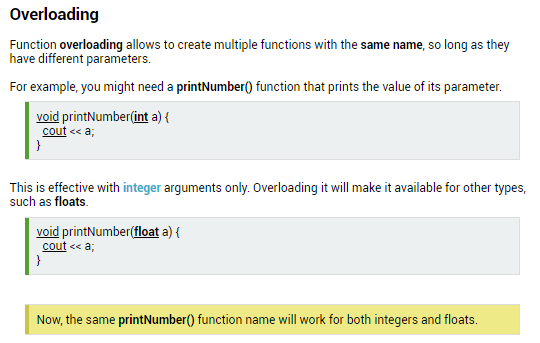 Overloading
Function overloading allows to create multiple functions with the same name, so long as they
have different parameters.
For example, you might need a printNumber() function that prints the value of its parameter.
void printNumber(int a) {
cout << a;
}
This is effective with integer arguments only. Overloading it will make it available for other types,
such as floats.
void printNumber(float a) {
cout << a;
}
Now, the same printNumber() function name will work for both integers and floats.